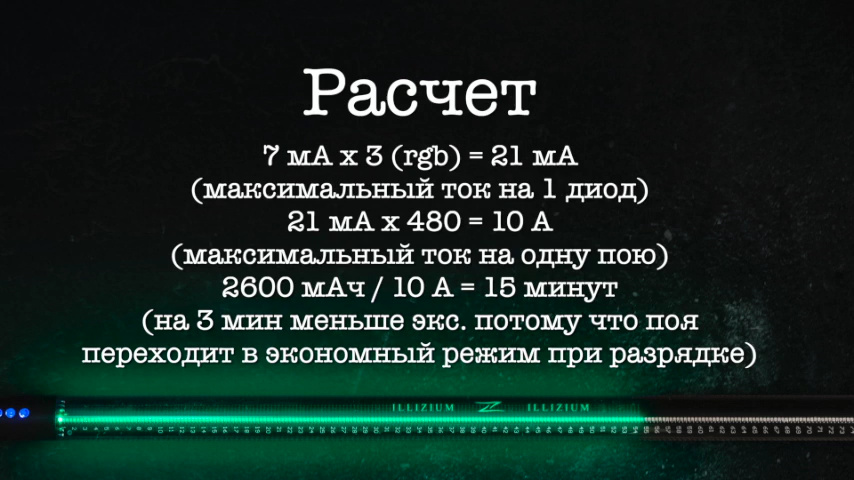 Расчет
7 мА х 3 (rgb) = 21 мА
(максимальный ток на 1 диод)
21 мА х 480 = 10 А
(максимальный ток на одну пою)
2600 мАч / 10 А = 15 минут
(на 3 мин меньше экс. потому что поя
переходит в экономный режим при разрядке)
ILLIZIUM Z ILLIZIUM